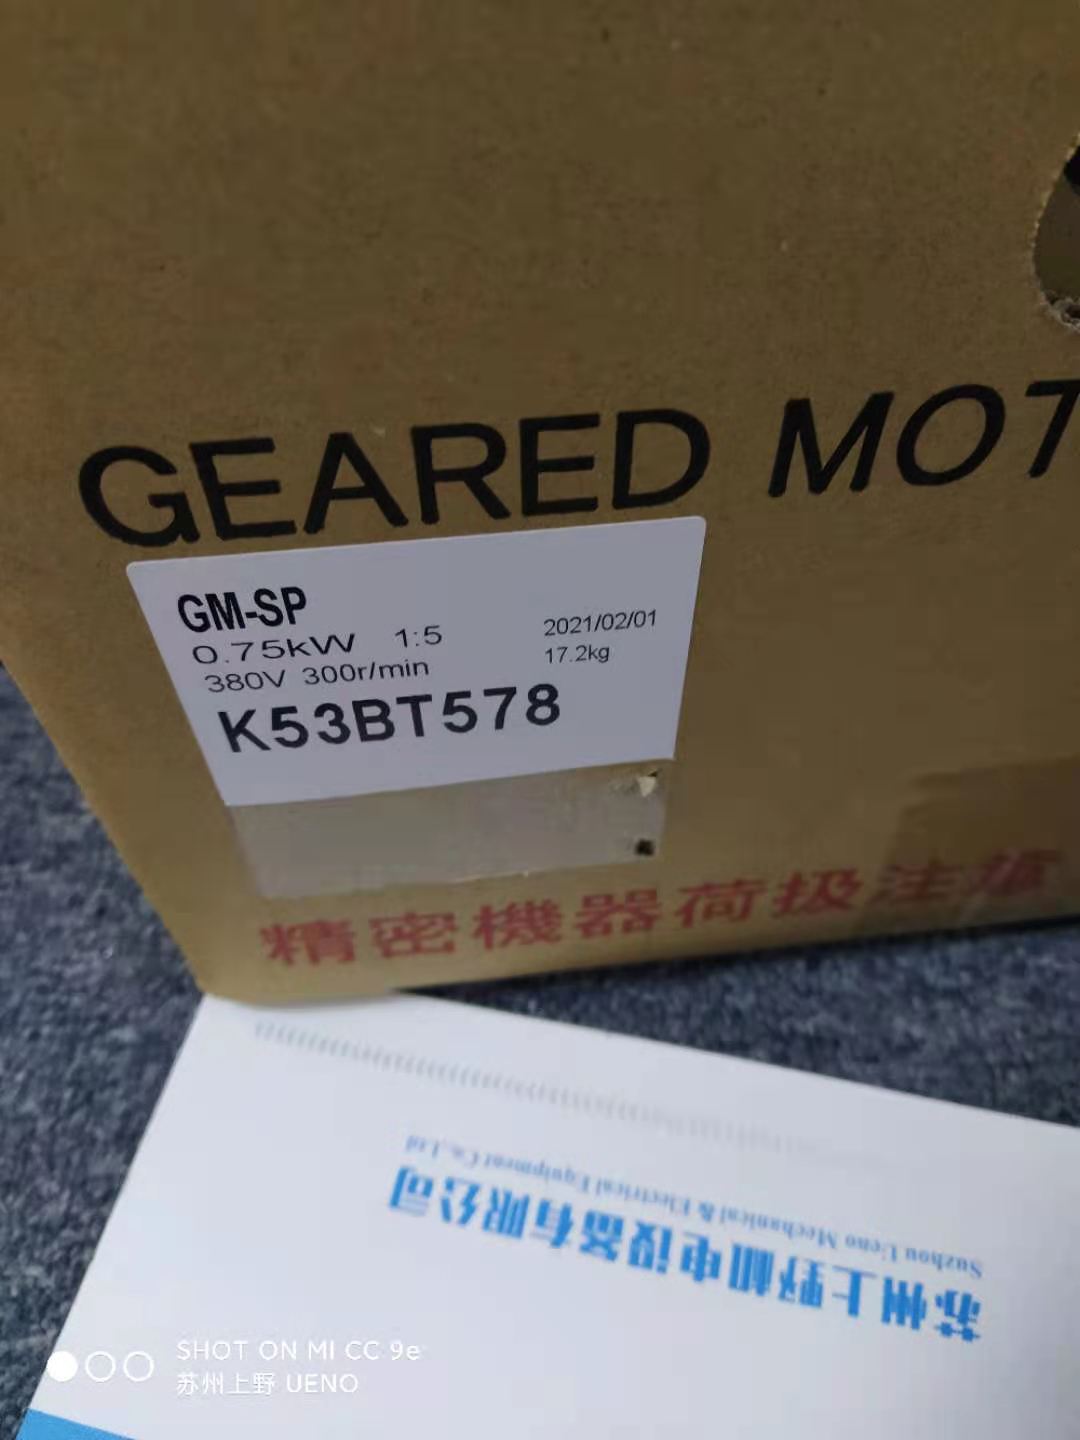 GEARED MOT
GM-SP
0.75kW 1:5
2021/02/01
380V 300r/min
17.2kg
K53BT578
精密機器荷扱注意
苏州上野机电设备有限公司
Suzhou Ueno Mechanical & Electrical Equipment Co., Ltd
SHOT ON MI CC 9e
苏州上野 UENO